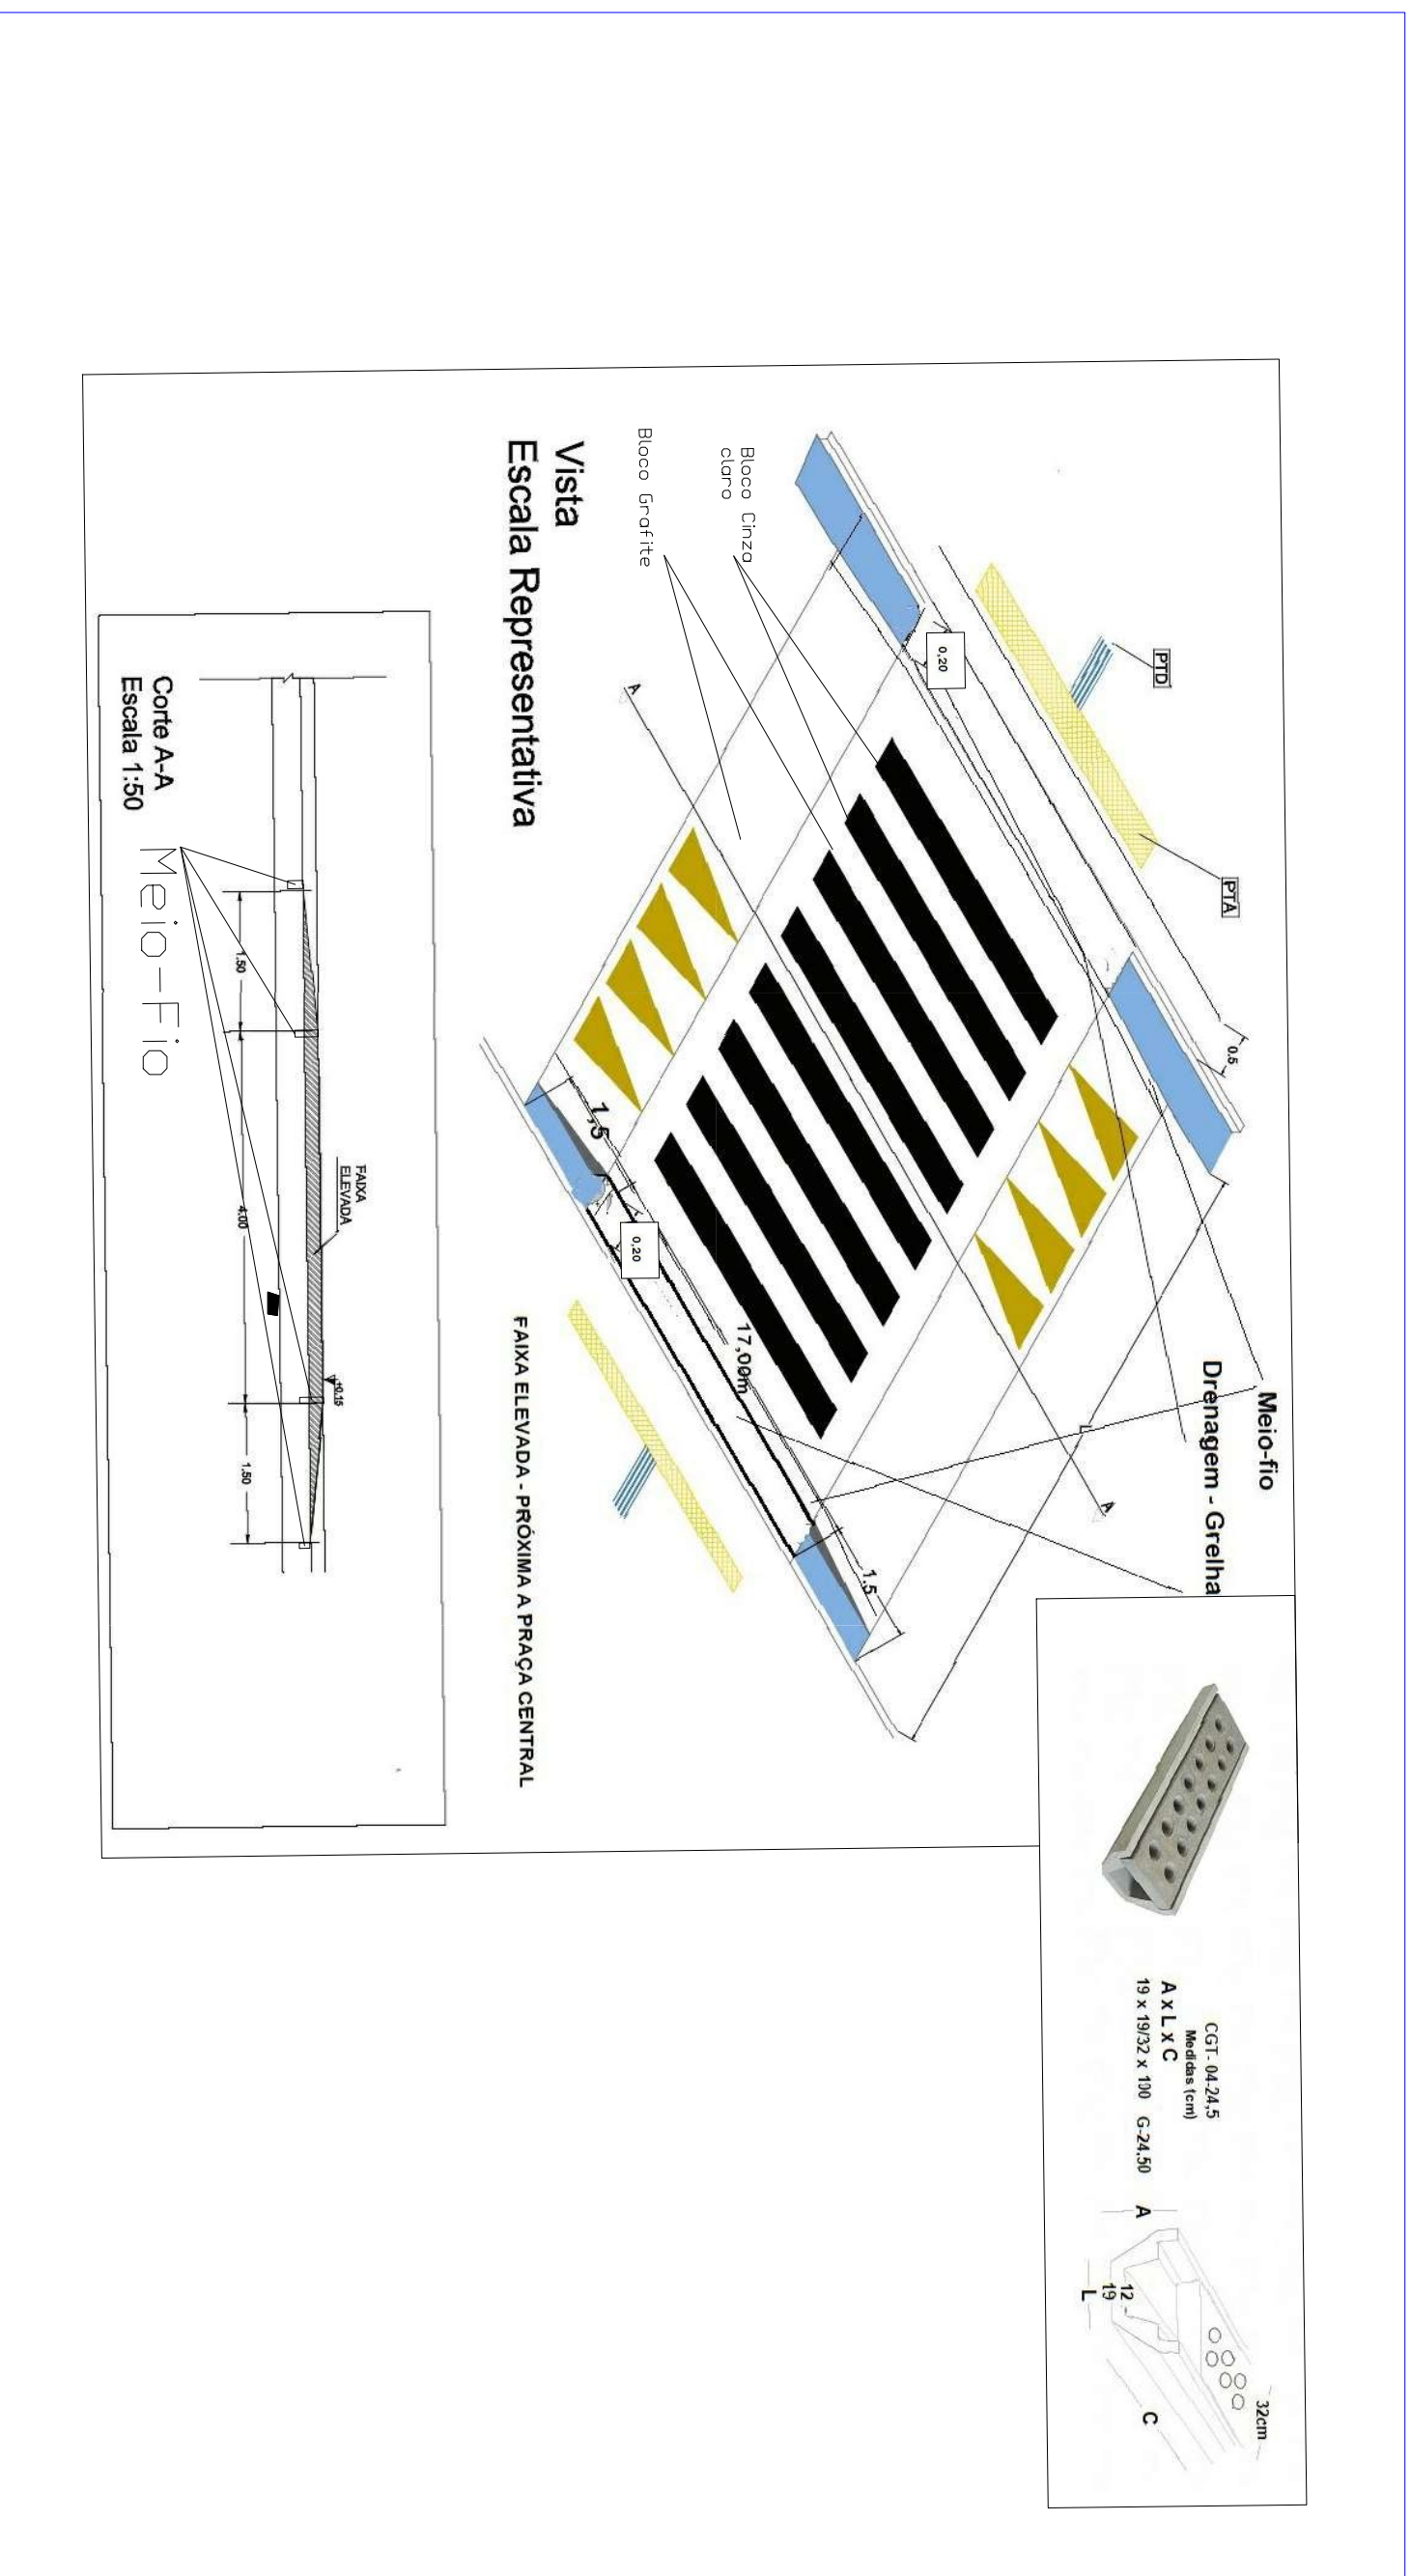 PTD
PTA
0,20
0.5
Bloco Cinza
claro
Bloco Grafite
A
Vista
Escala Representativa
1,5
0,20
17,00m
L
A
1.5
Meio-fio
Drenagem - Grelha
FAIXA ELEVADA - PRÓXIMA A PRAÇA CENTRAL
CGT- 04-24,5
Medidas (cm)
A x L x C
19 x 19/32 x 100 G-24.50
A
12
19
L
C
32cm
FAIXA
ELEVADA
+0.15
1.50
4.00
1.50
Corte A-A
Escala 1:50
Meio-Fio